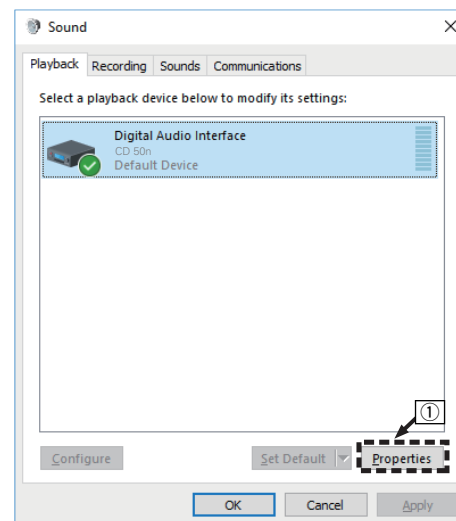 Sound
Playback Recording Sounds Communications
Select a playback device below to modify its settings:
Digital Audio Interface
CD 50n
Default Device
①
Configure Set Default Properties
OK Cancel Apply